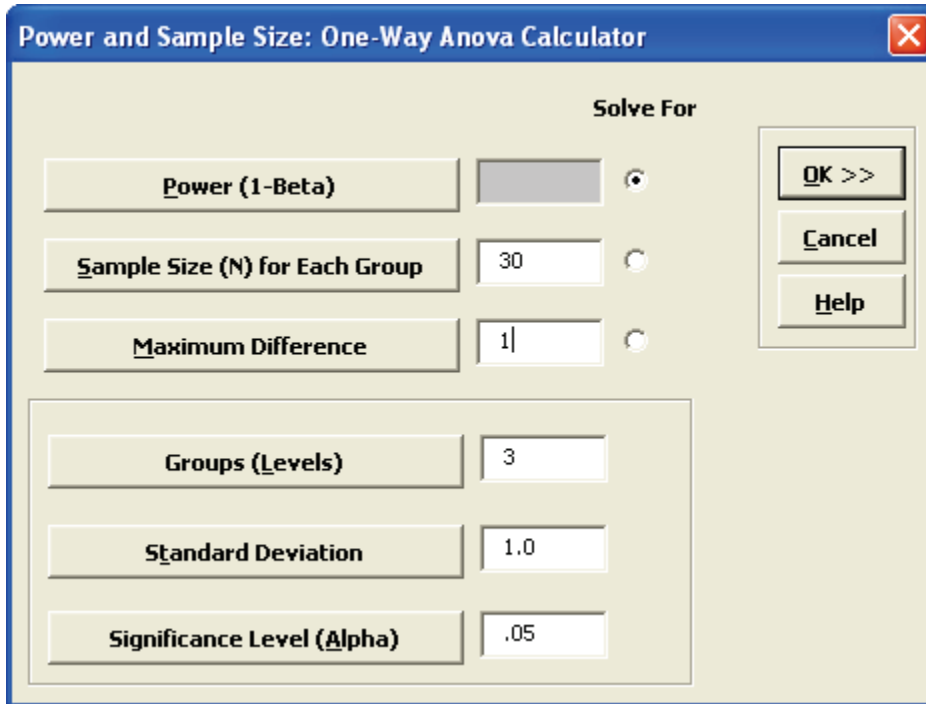 Power and Sample Size: One-Way Anova Calculator
Solve For
Power (1-Beta)
OK >>
Sample Size (N) for Each Group 30
Cancel
Help
Maximum Difference 1
Groups (Levels) 3
Standard Deviation 1.0
Significance Level (Alpha) .05